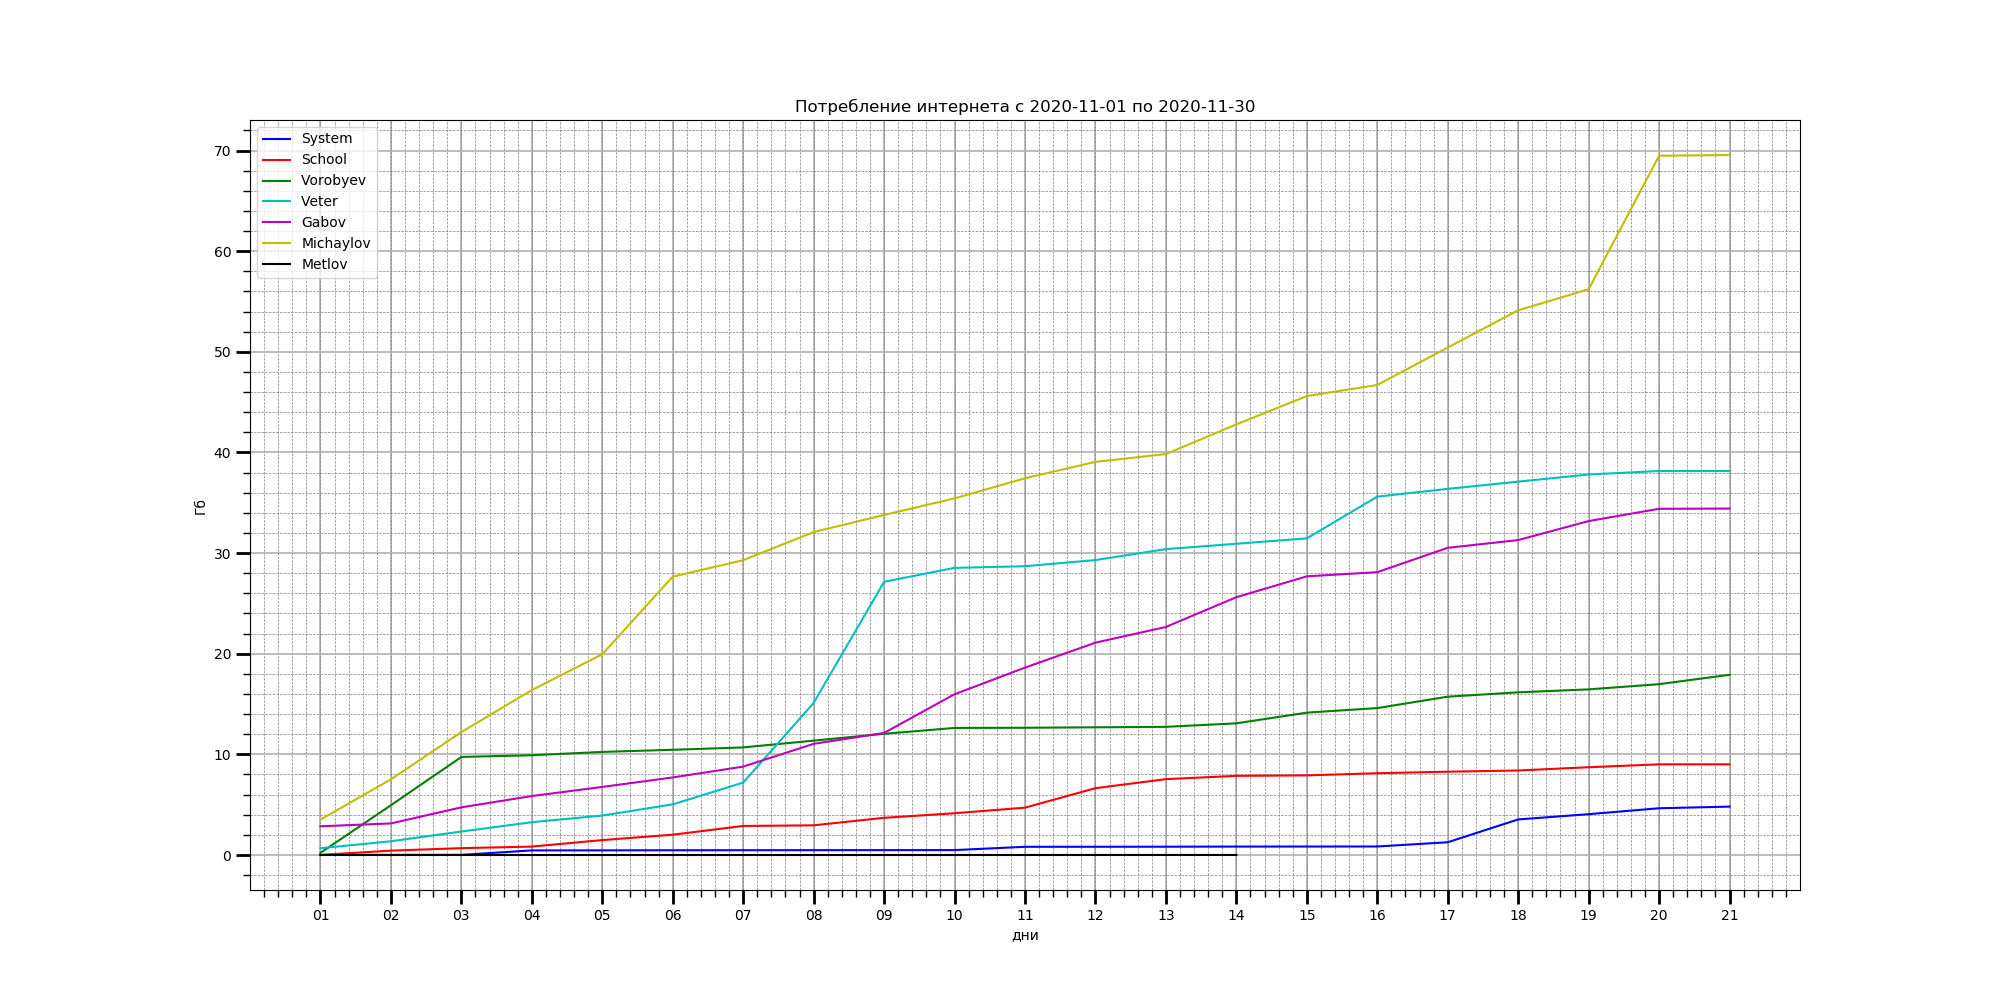 Потребление интернета с 2020-11-01 по 2020-11-30
System
School
Vorobyev
Veter
Gabov
Michaylov
Metlov
70
60
50
40
30
20
10
0
гб
01 02 03 04 05 06 07 08 09 10 11 12 13 14 15 16 17 18 19 20 21
дни